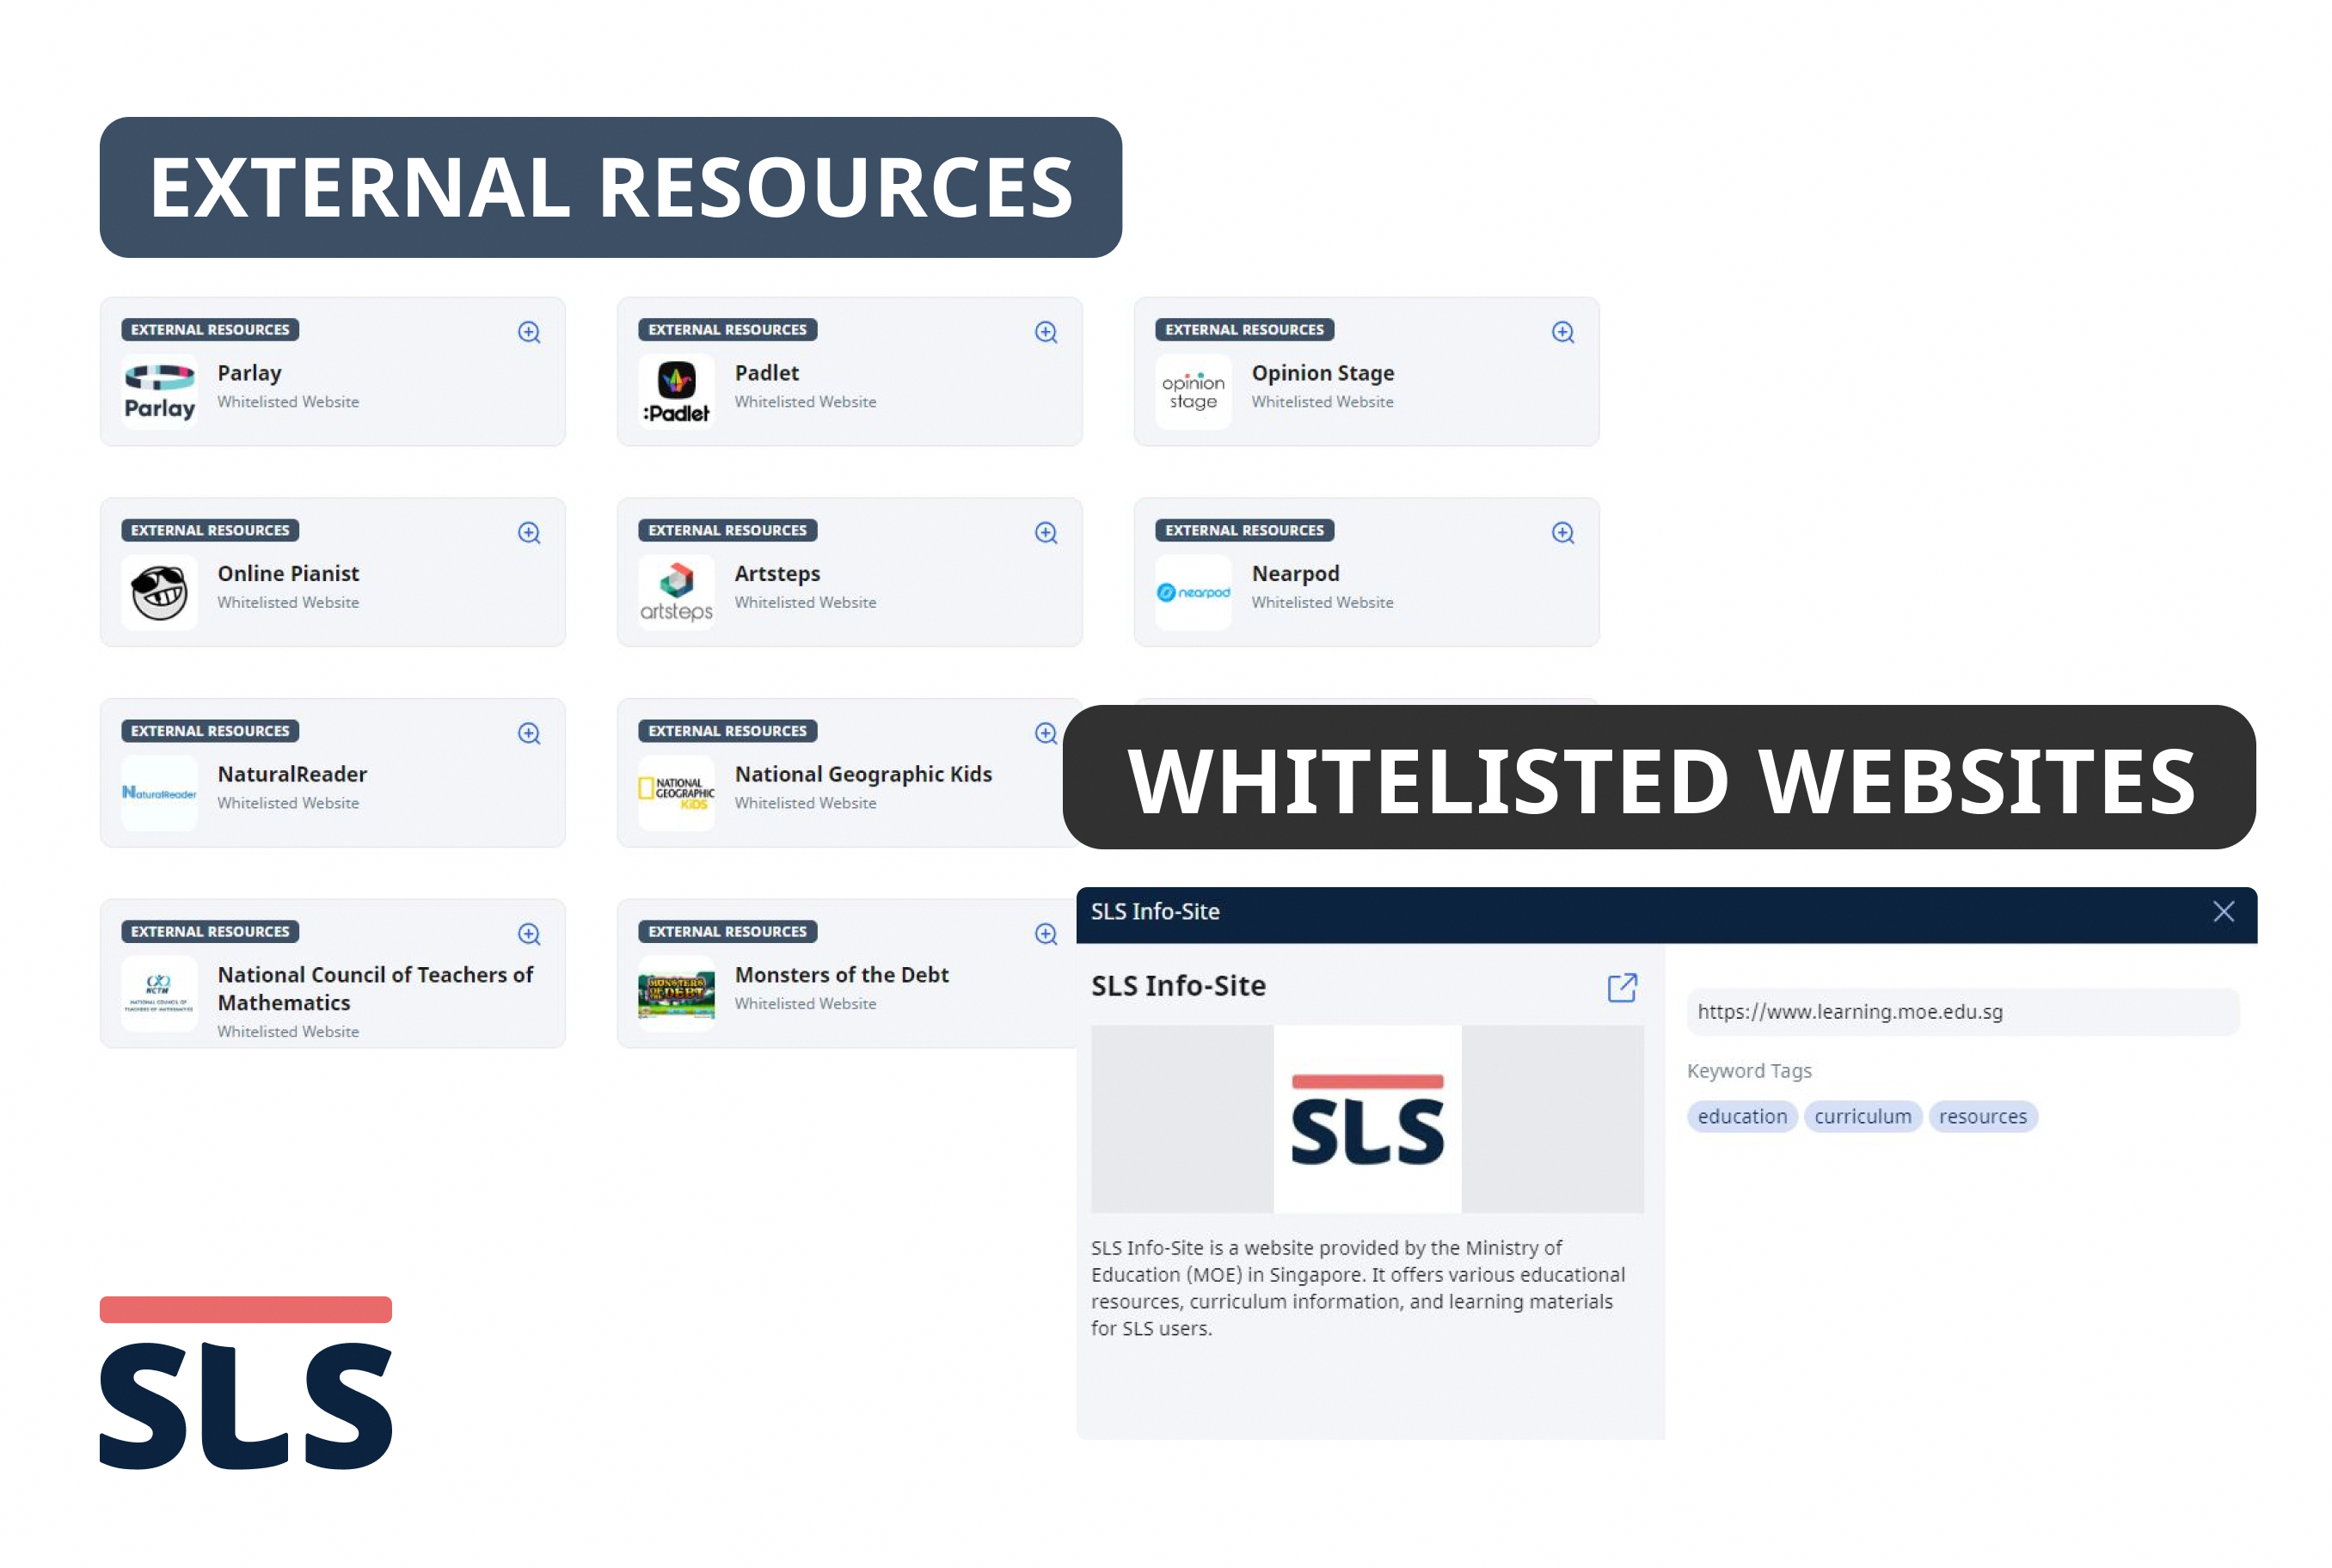 EXTERNAL RESOURCES
EXTERNAL RESOURCES
Parlay
Whitelisted Website
Parlay
EXTERNAL RESOURCES
Padlet
Whitelisted Website
:Padlet
EXTERNAL RESOURCES
Opinion Stage
Whitelisted Website
opinion
stage
EXTERNAL RESOURCES
Online Pianist
Whitelisted Website
EXTERNAL RESOURCES
Artsteps
Whitelisted Website
artsteps
EXTERNAL RESOURCES
Nearpod
Whitelisted Website
nearpod
EXTERNAL RESOURCES
NaturalReader
Whitelisted Website
NaturalReader
EXTERNAL RESOURCES
National Geographic Kids
Whitelisted Website
NATIONAL
GEOGRAPHIC
KiDS
WHITELISTED WEBSITES
EXTERNAL RESOURCES
National Council of Teachers of
Mathematics
Whitelisted Website
NCTM
NATIONAL COUNCIL OF
TEACHERS OF MATHEMATICS
EXTERNAL RESOURCES
Monsters of the Debt
Whitelisted Website
MONSTERS
OF THE DEBT
SLS Info-Site
SLS Info-Site
SLS
SLS Info-Site is a website provided by the Ministry of
Education (MOE) in Singapore. It offers various educational
resources, curriculum information, and learning materials
for SLS users.
https://www.learning.moe.edu.sg
Keyword Tags
education curriculum resources
SLS